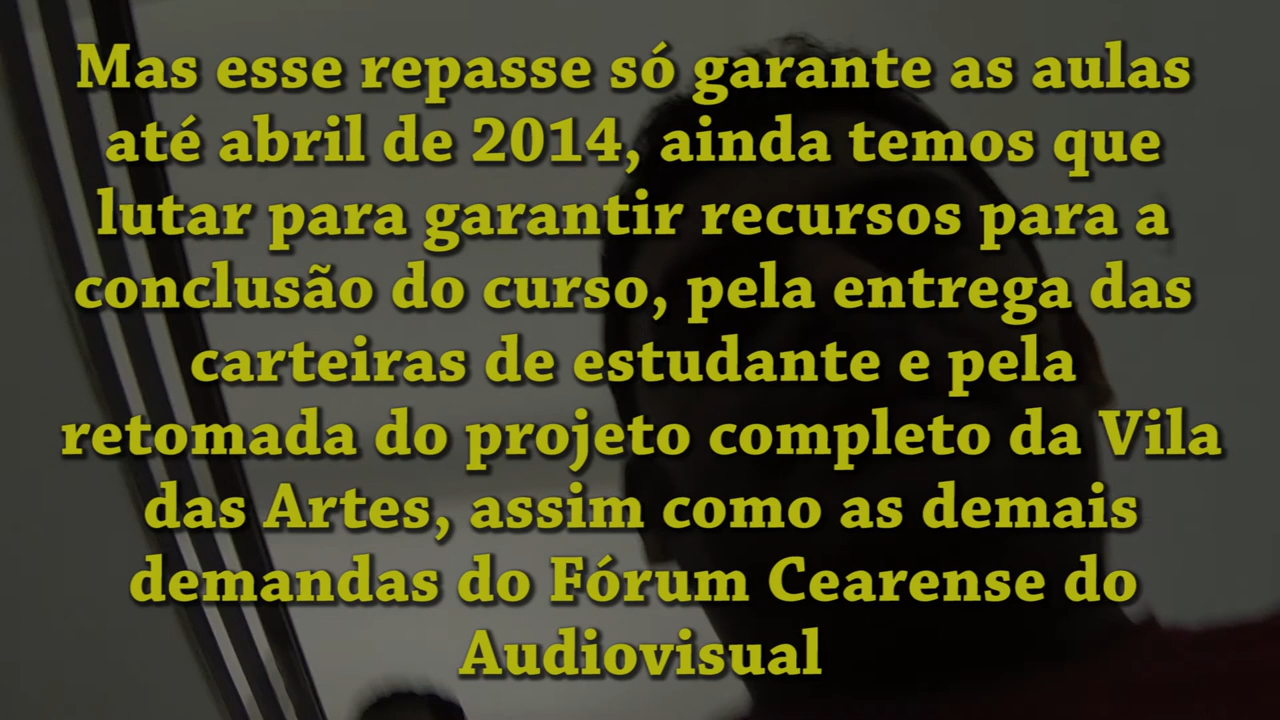 Mas esse repasse só garante as aulas
até abril de 2014, ainda temos que
lutar para garantir recursos para a
conclusão do curso, pela entrega das
carteiras de estudante e pela
retomada do projeto completo da Vila
das Artes, assim como as demais
demandas do Fórum Cearense do
Audiovisual